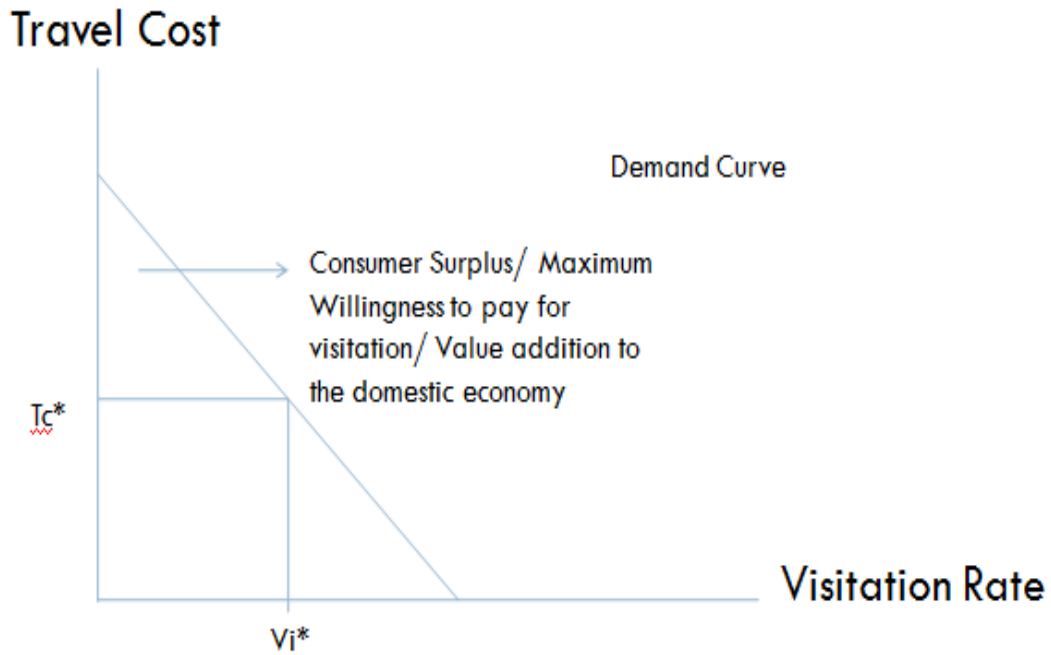 Travel Cost
Demand Curve
Consumer Surplus/ Maximum
Willingness to pay for
visitation/ Value addition to
the domestic economy
Tc*
Visitation Rate
Vi*